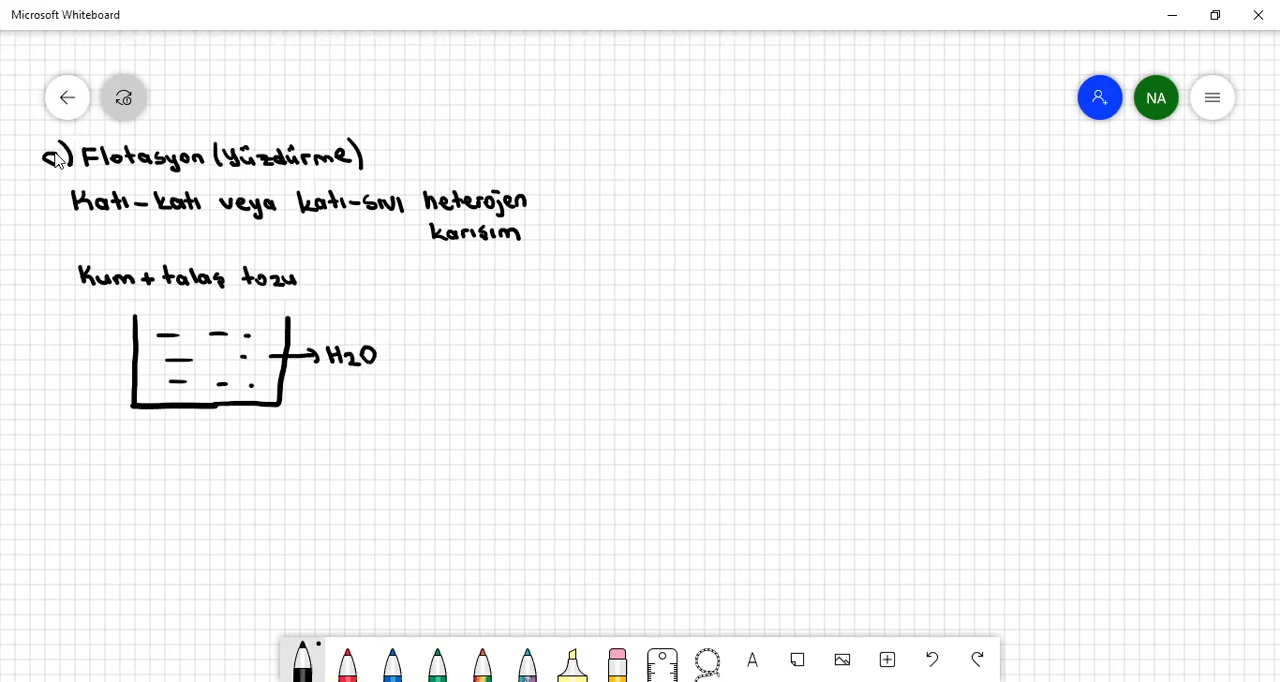 Microsoft Whiteboard
NA
c) Flotasyon (Yüzdürme)
Katı-katı veya katı-sıvı heterojen
karışım
Kum + talaş tozu
H2O
A